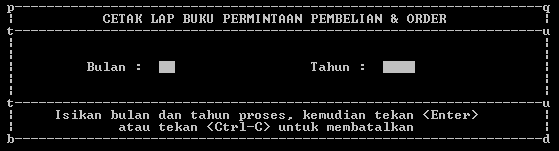 CETAK LAP BUKU PERMINTAAN PEMBELIAN & ORDER
Bulan : Tahun :
Isikan bulan dan tahun proses, kemudian tekan <Enter>
atau tekan <Ctrl-C> untuk membatalkan